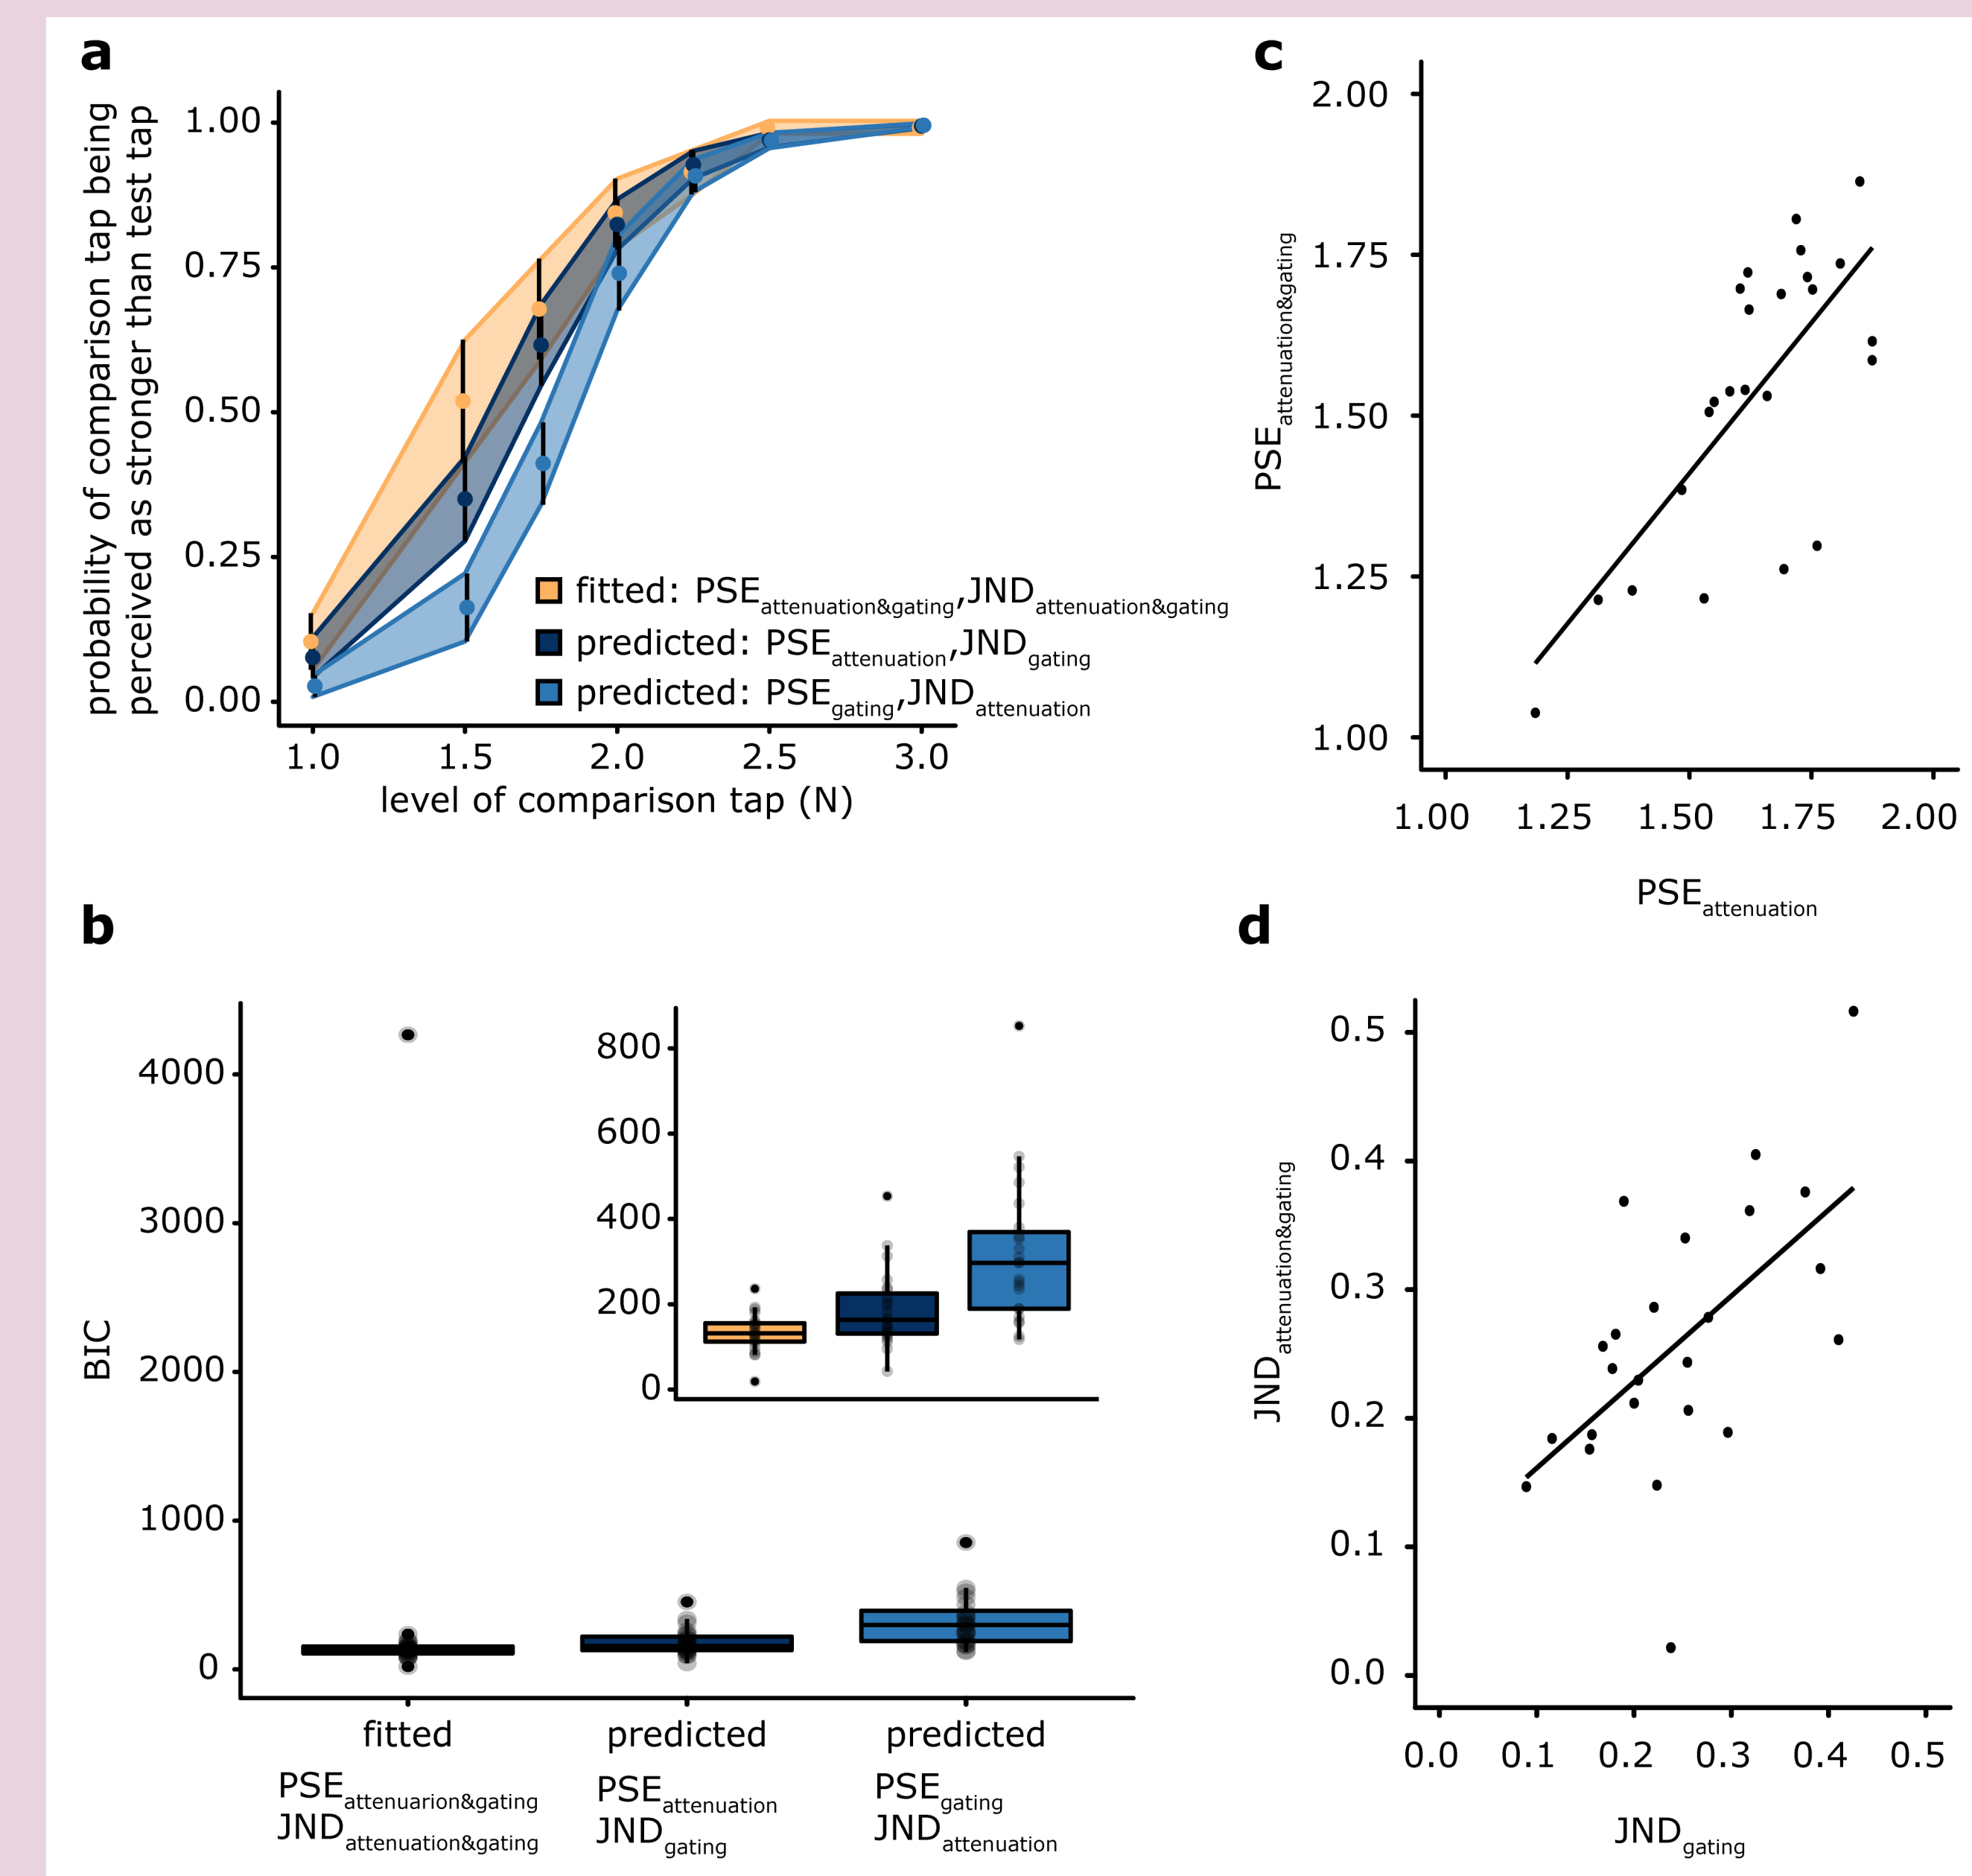 a
probability of comparison tap being
perceived as stronger than test tap
1.00
0.75
0.50
0.25
0.00
1.0 1.5 2.0 2.5 3.0
level of comparison tap (N)
fitted: PSEattenuation&gating,JNDattenuation&gating
predicted: PSEattenuation,JNDgating
predicted: PSEgating,JNDattenuation
c
PSEattenuation&gating
2.00
1.75
1.50
1.25
1.00
1.00 1.25 1.50 1.75 2.00
PSEattenuation
b
BIC
4000
3000
2000
1000
0
800
600
400
200
0
fitted predicted predicted
PSEattenuarion&gating
JNDattenuation&gating
PSEattenuation
JNDgating
PSEgating
JNDattenuation
d
JNDattenuation&gating
0.5
0.4
0.3
0.2
0.1
0.0
0.0 0.1 0.2 0.3 0.4 0.5
JNDgating